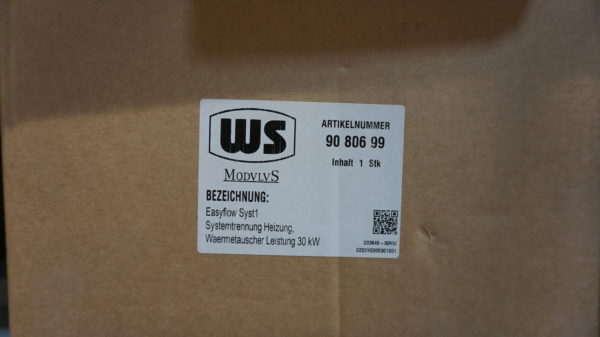 WS
MODVLVS
ARTIKELNUMMER
90 806 99
Inhalt 1 Stk
BEZEICHNUNG:
Easyflow Syst1
Systemtrennung Heizung,
Waermetauscher Leistung 30 kW